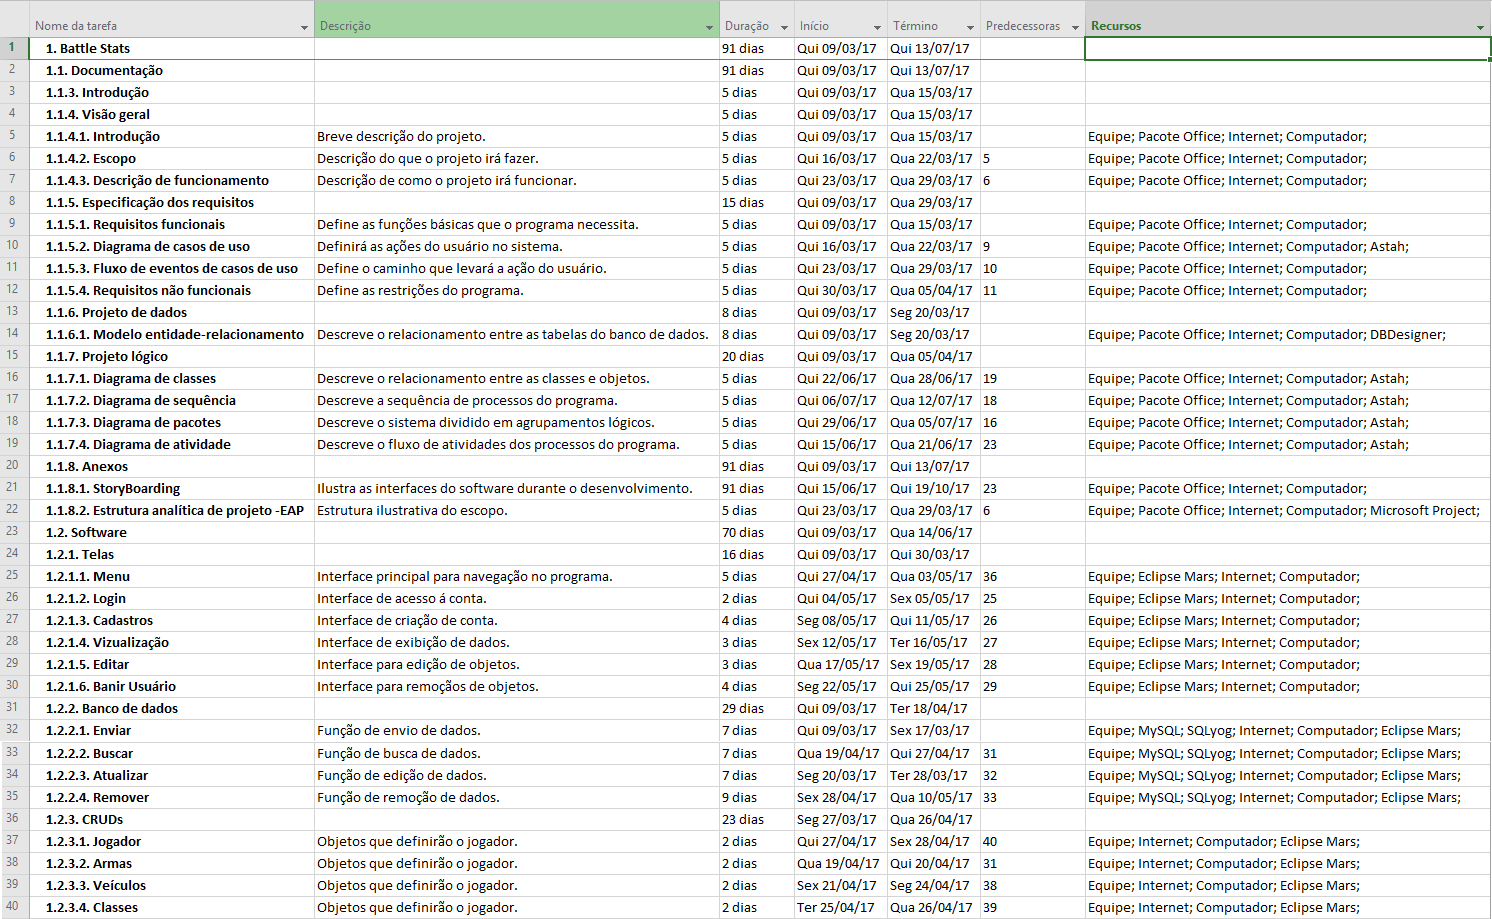 Nome da tarefa Descrição Duração Início Término Predecessoras Recursos
1 1. Battle Stats 91 dias Qui 09/03/17 Qui 13/07/17
2 1.1. Documentação 91 dias Qui 09/03/17 Qui 13/07/17
3 1.1.3. Introdução 5 dias Qui 09/03/17 Qua 15/03/17
4 1.1.4. Visão geral 5 dias Qui 09/03/17 Qua 15/03/17
5 1.1.4.1. Introdução Breve descrição do projeto. 5 dias Qui 09/03/17 Qua 15/03/17 Equipe; Pacote Office; Internet; Computador;
6 1.1.4.2. Escopo Descrição do que o projeto irá fazer. 5 dias Qui 16/03/17 Qua 22/03/17 5 Equipe; Pacote Office; Internet; Computador;
7 1.1.4.3. Descrição de funcionamento Descrição de como o projeto irá funcionar. 5 dias Qui 23/03/17 Qua 29/03/17 6 Equipe; Pacote Office; Internet; Computador;
8 1.1.5. Especificação dos requisitos 15 dias Qui 09/03/17 Qua 29/03/17
9 1.1.5.1. Requisitos funcionais Define as funções básicas que o programa necessita. 5 dias Qui 09/03/17 Qua 15/03/17 Equipe; Pacote Office; Internet; Computador;
10 1.1.5.2. Diagrama de casos de uso Definirá as ações do usuário no sistema. 5 dias Qui 16/03/17 Qua 22/03/17 9 Equipe; Pacote Office; Internet; Computador; Astah;
11 1.1.5.3. Fluxo de eventos de casos de uso Define o caminho que levará a ação do usuário. 5 dias Qui 23/03/17 Qua 29/03/17 10 Equipe; Pacote Office; Internet; Computador;
12 1.1.5.4. Requisitos não funcionais Define as restrições do programa. 5 dias Qui 30/03/17 Qua 05/04/17 11 Equipe; Pacote Office; Internet; Computador;
13 1.1.6. Projeto de dados 8 dias Qui 09/03/17 Seg 20/03/17
14 1.1.6.1. Modelo entidade-relacionamento Descreve o relacionamento entre as tabelas do banco de dados. 8 dias Qui 09/03/17 Seg 20/03/17 Equipe; Pacote Office; Internet; Computador; DBDesigner;
15 1.1.7. Projeto lógico 20 dias Qui 09/03/17 Qua 05/04/17
16 1.1.7.1. Diagrama de classes Descreve o relacionamento entre as classes e objetos. 5 dias Qui 22/06/17 Qua 28/06/17 19 Equipe; Pacote Office; Internet; Computador; Astah;
17 1.1.7.2. Diagrama de sequência Descreve a sequência de processos do programa. 5 dias Qui 06/07/17 Qua 12/07/17 18 Equipe; Pacote Office; Internet; Computador; Astah;
18 1.1.7.3. Diagrama de pacotes Descreve o sistema dividido em agrupamentos lógicos. 5 dias Qui 29/06/17 Qua 05/07/17 16 Equipe; Pacote Office; Internet; Computador; Astah;
19 1.1.7.4. Diagrama de atividade Descreve o fluxo de atividades dos processos do programa. 5 dias Qui 15/06/17 Qua 21/06/17 23 Equipe; Pacote Office; Internet; Computador; Astah;
20 1.1.8. Anexos 91 dias Qui 09/03/17 Qui 13/07/17
21 1.1.8.1. StoryBoarding Ilustra as interfaces do software durante o desenvolvimento. 91 dias Qui 15/06/17 Qui 19/10/17 23 Equipe; Pacote Office; Internet; Computador;
22 1.1.8.2. Estrutura analítica de projeto -EAP Estrutura ilustrativa do escopo. 5 dias Qui 23/03/17 Qua 29/03/17 6 Equipe; Pacote Office; Internet; Computador; Microsoft Project;
23 1.2. Software 70 dias Qui 09/03/17 Qua 14/06/17
24 1.2.1. Telas 16 dias Qui 09/03/17 Qui 30/03/17
25 1.2.1.1. Menu Interface principal para navegação no programa. 5 dias Qui 27/04/17 Qua 03/05/17 36 Equipe; Eclipse Mars; Internet; Computador;
26 1.2.1.2. Login Interface de acesso á conta. 2 dias Qui 04/05/17 Sex 05/05/17 25 Equipe; Eclipse Mars; Internet; Computador;
27 1.2.1.3. Cadastros Interface de criação de conta. 4 dias Seg 08/05/17 Qui 11/05/17 26 Equipe; Eclipse Mars; Internet; Computador;
28 1.2.1.4. Vizualização Interface de exibição de dados. 3 dias Sex 12/05/17 Ter 16/05/17 27 Equipe; Eclipse Mars; Internet; Computador;
29 1.2.1.5. Editar Interface para edição de objetos. 3 dias Qua 17/05/17 Sex 19/05/17 28 Equipe; Eclipse Mars; Internet; Computador;
30 1.2.1.6. Banir Usuário Interface para remoçãos de objetos. 4 dias Seg 22/05/17 Qui 25/05/17 29 Equipe; Eclipse Mars; Internet; Computador;
31 1.2.2. Banco de dados 29 dias Qui 09/03/17 Ter 18/04/17
32 1.2.2.1. Enviar Função de envio de dados. 7 dias Qui 09/03/17 Sex 17/03/17 Equipe; MySQL; SQLyog; Internet; Computador; Eclipse Mars;
33 1.2.2.2. Buscar Função de busca de dados. 7 dias Qua 19/04/17 Qui 27/04/17 31 Equipe; MySQL; SQLyog; Internet; Computador; Eclipse Mars;
34 1.2.2.3. Atualizar Função de edição de dados. 7 dias Seg 20/03/17 Ter 28/03/17 32 Equipe; MySQL; SQLyog; Internet; Computador; Eclipse Mars;
35 1.2.2.4. Remover Função de remoção de dados. 9 dias Sex 28/04/17 Qua 10/05/17 33 Equipe; MySQL; SQLyog; Internet; Computador; Eclipse Mars;
36 1.2.3. CRUDs 23 dias Seg 27/03/17 Qua 26/04/17
37 1.2.3.1. Jogador Objetos que definirão o jogador. 2 dias Qui 27/04/17 Sex 28/04/17 40 Equipe; Internet; Computador; Eclipse Mars;
38 1.2.3.2. Armas Objetos que definirão o jogador. 2 dias Qua 19/04/17 Qui 20/04/17 31 Equipe; Internet; Computador; Eclipse Mars;
39 1.2.3.3. Veículos Objetos que definirão o jogador. 2 dias Sex 21/04/17 Seg 24/04/17 38 Equipe; Internet; Computador; Eclipse Mars;
40 1.2.3.4. Classes Objetos que definirão o jogador. 2 dias Ter 25/04/17 Qua 26/04/17 39 Equipe; Internet; Computador; Eclipse Mars;